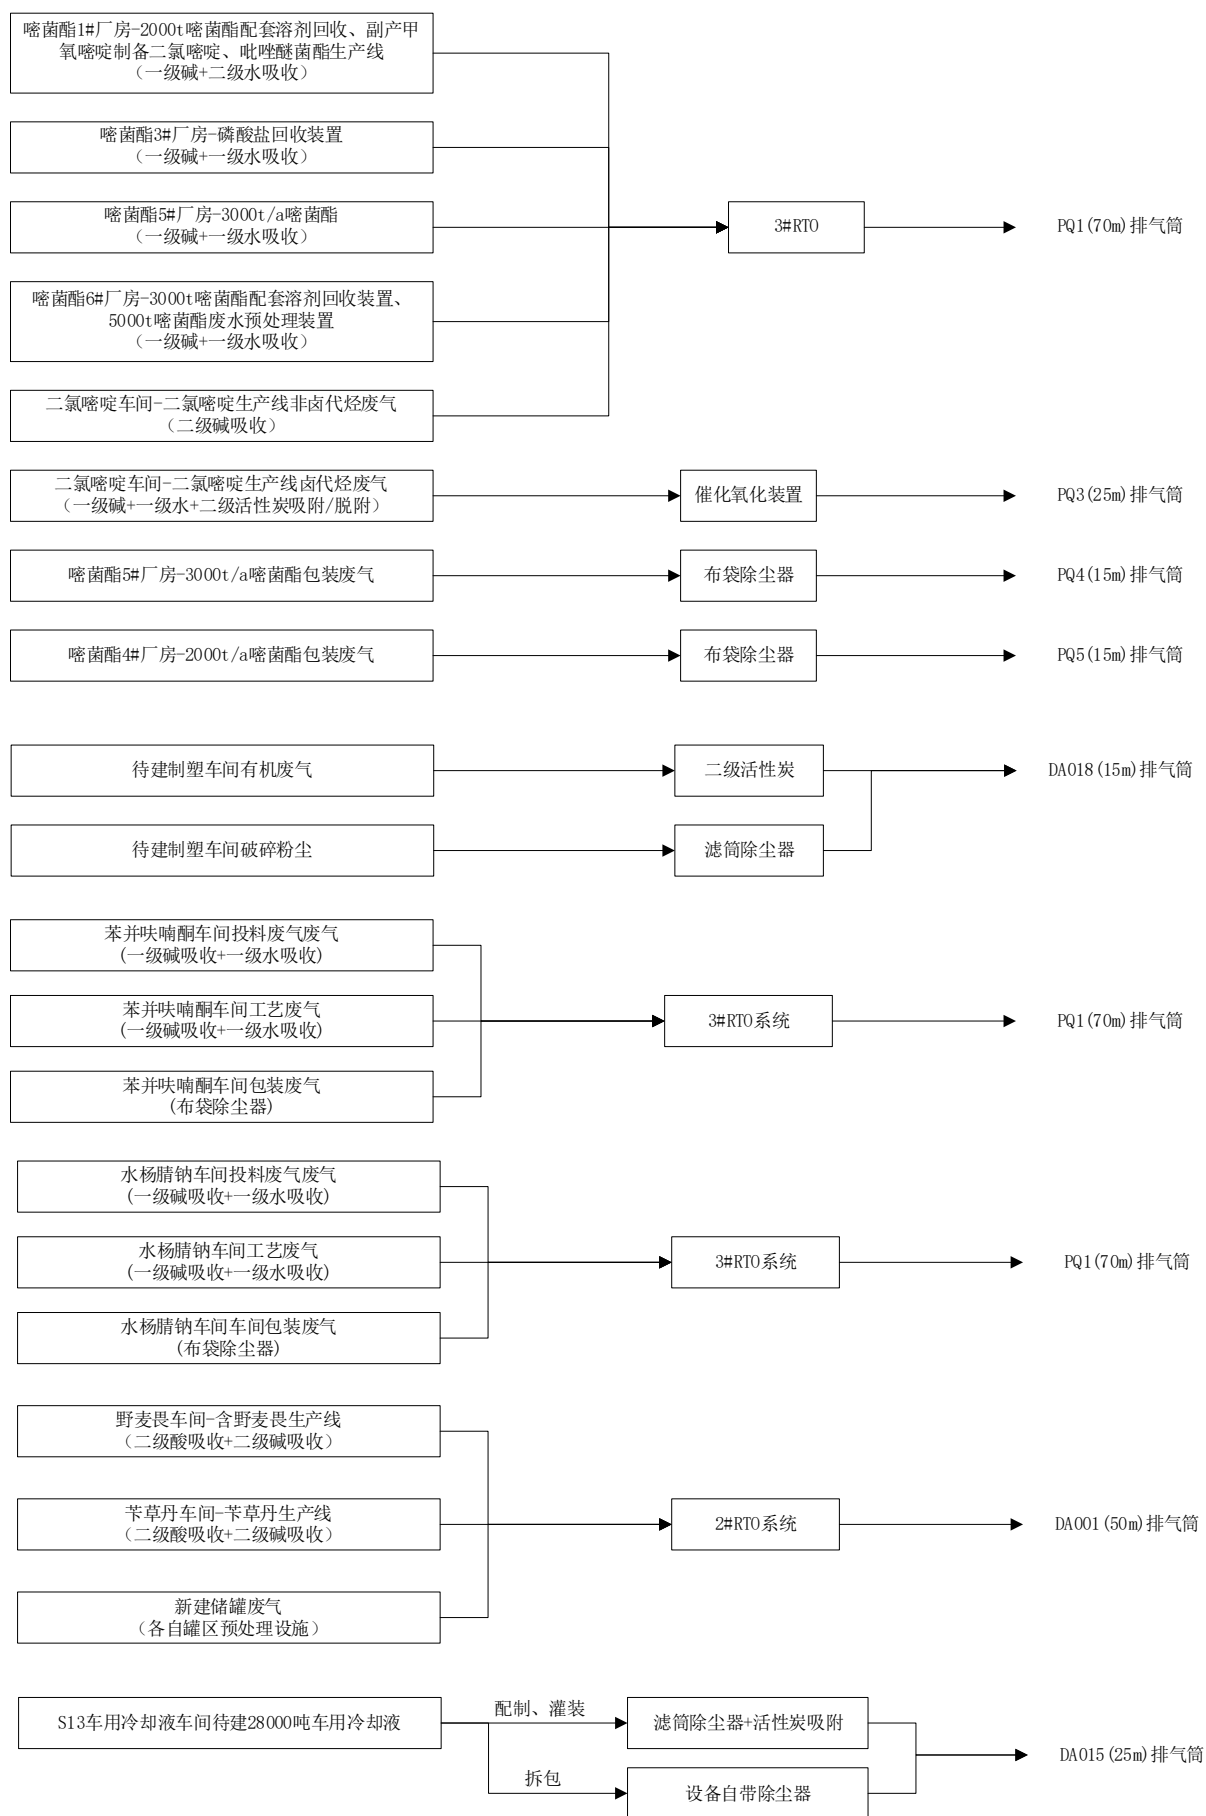 嘧菌酯1#厂房-2000t嘧菌酯配套溶剂回收、副产甲
氧嘧啶制备二氯嘧啶、吡唑醚菌酯生产线
（一级碱+二级水吸收）
嘧菌酯3#厂房-磷酸盐回收装置
（一级碱+一级水吸收）
嘧菌酯5#厂房-3000t/a嘧菌酯
（一级碱+一级水吸收）
3#RTO
PQ1(70m)排气筒
嘧菌酯6#厂房-3000t嘧菌酯配套溶剂回收装置、
5000t嘧菌酯废水预处理装置
（一级碱+一级水吸收）
二氯嘧啶车间-二氯嘧啶生产线非卤代烃废气
（二级碱吸收）
二氯嘧啶车间-二氯嘧啶生产线卤代烃废气
（一级碱+一级水+二级活性炭吸附/脱附）
催化氧化装置
PQ3(25m)排气筒
嘧菌酯5#厂房-3000t/a嘧菌酯包装废气
布袋除尘器
PQ4(15m)排气筒
嘧菌酯4#厂房-2000t/a嘧菌酯包装废气
布袋除尘器
PQ5(15m)排气筒
待建制塑车间有机废气
二级活性炭
DA018(15m)排气筒
待建制塑车间破碎粉尘
滤筒除尘器
苯并呋喃酮车间投料废气废气
(一级碱吸收+一级水吸收)
苯并呋喃酮车间工艺废气
(一级碱吸收+一级水吸收)
3#RTO系统
PQ1(70m)排气筒
苯并呋喃酮车间包装废气
(布袋除尘器)
水杨腈钠车间投料废气废气
(一级碱吸收+一级水吸收)
水杨腈钠车间工艺废气
(一级碱吸收+一级水吸收)
3#RTO系统
PQ1(70m)排气筒
水杨腈钠车间车间包装废气
(布袋除尘器)
野麦畏车间-含野麦畏生产线
（二级酸吸收+二级碱吸收）
苄草丹车间-苄草丹生产线
（二级酸吸收+二级碱吸收）
2#RTO系统
DA001(50m)排气筒
新建储罐废气
（各自罐区预处理设施）
S13车用冷却液车间待建28000吨车用冷却液
配制、灌装
滤筒除尘器+活性炭吸附
DA015(25m)排气筒
拆包
设备自带除尘器